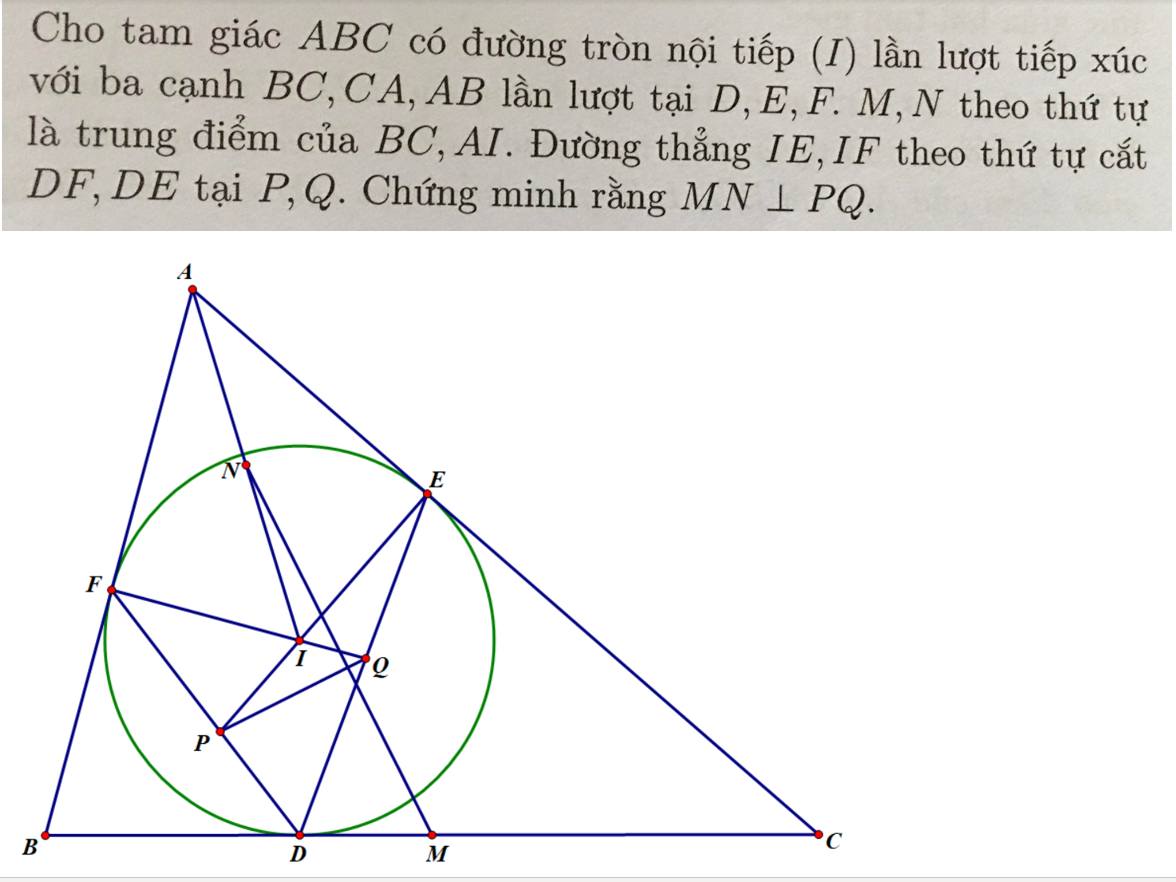 Cho tam giác ABC có đường tròn nội tiếp (I) lần lượt tiếp xúc
với ba cạnh BC, CA, AB lần lượt tại D, E, F. M, N theo thứ tự
là trung điểm của BC, AI. Đường thẳng IE, IF theo thứ tự cắt
DF, DE tại P, Q. Chứng minh rằng MN ⊥ PQ.
A
N
E
F
I
Q
P
B
D
M
C